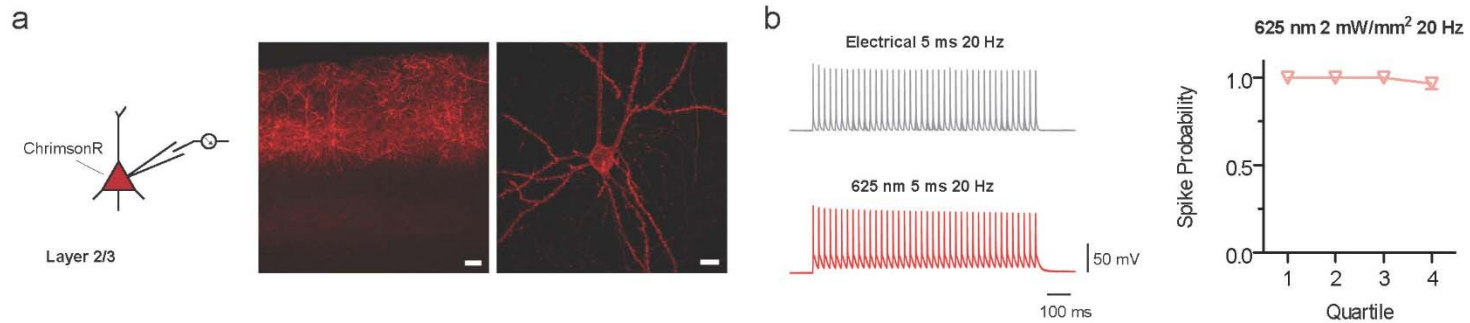 a
ChrimsonR
Layer 2/3
b
Electrical 5 ms 20 Hz
625 nm 5 ms 20 Hz
50 mV
100 ms
625 nm 2 mW/mm² 20 Hz
Spike Probability
1.0
0.5
0.0
1 2 3 4
Quartile